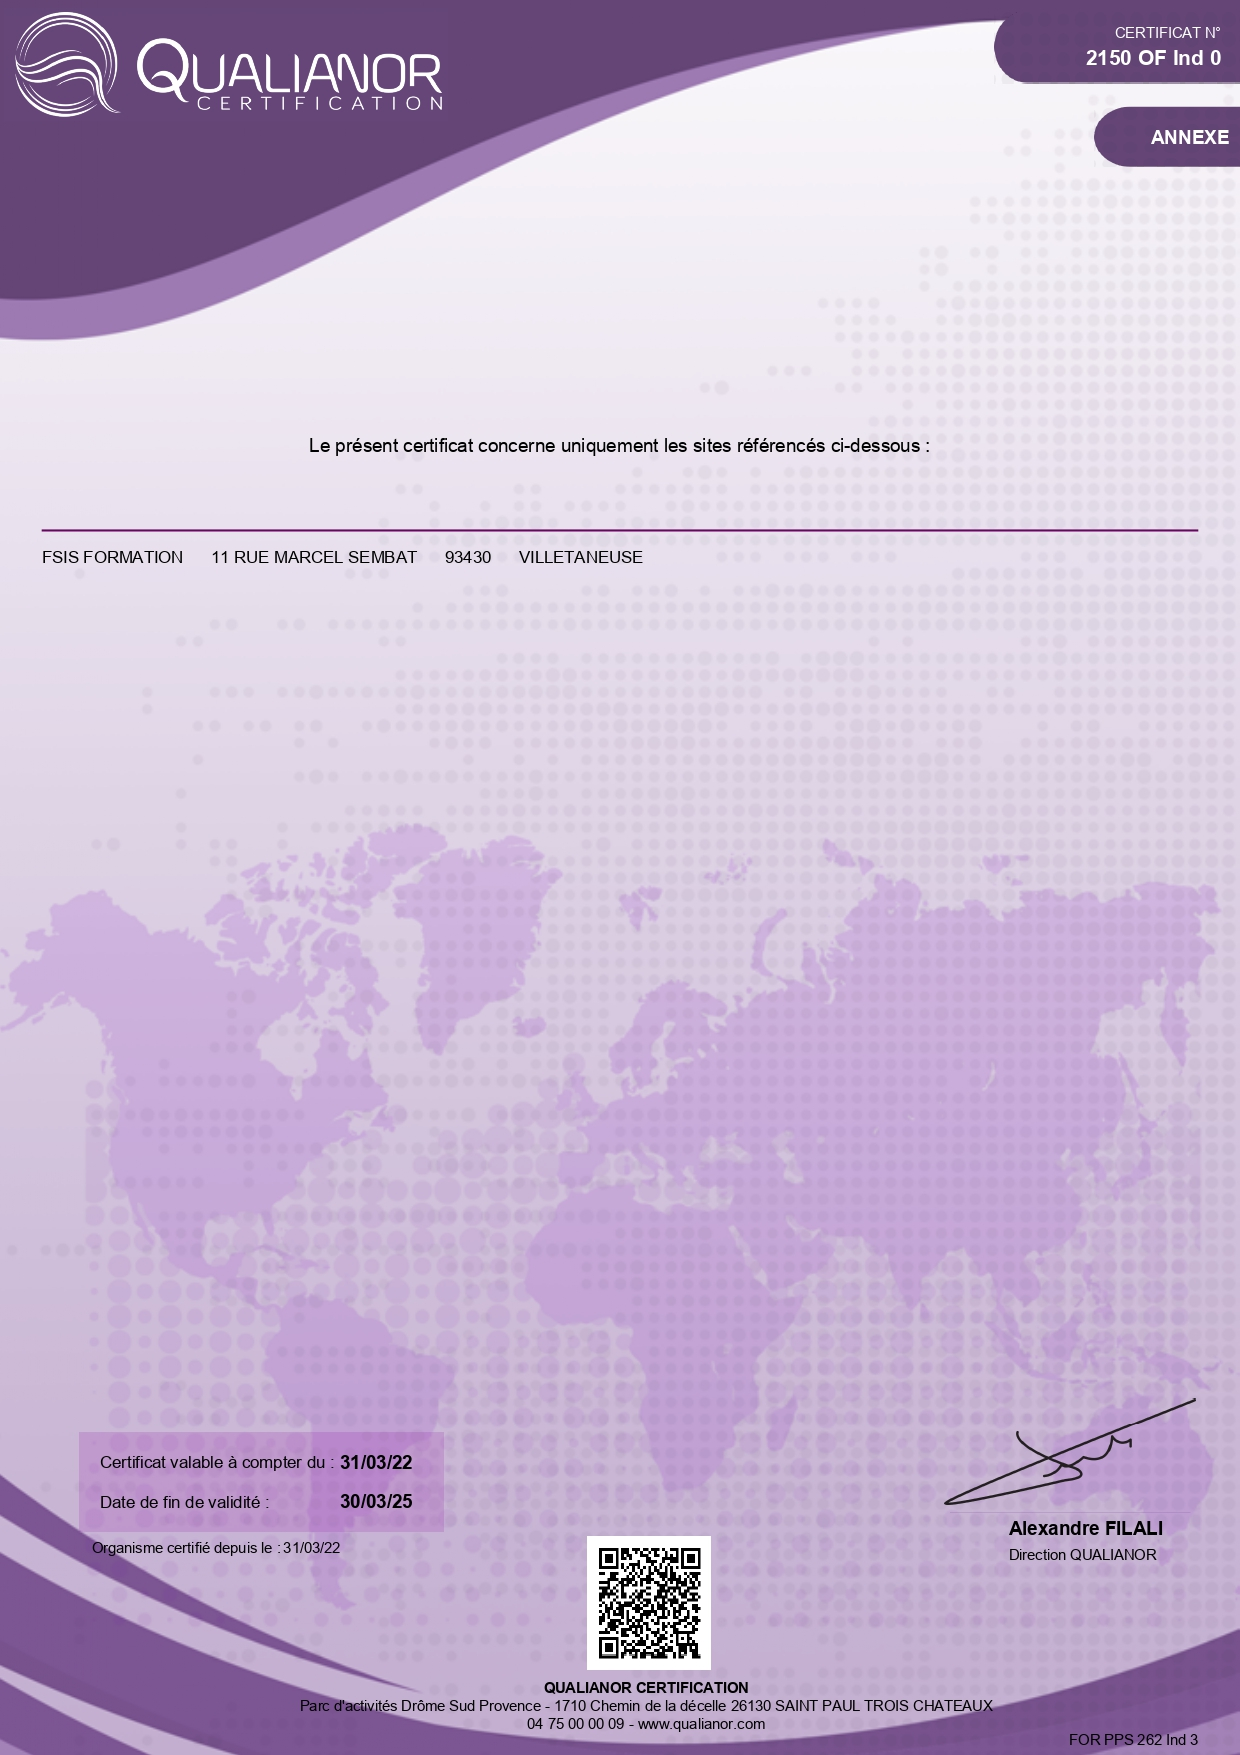 QUALIANOR
CERTIFICATION
CERTIFICAT N°
2150 OF Ind 0
ANNEXE
Le présent certificat concerne uniquement les sites référencés ci-dessous :
FSIS FORMATION 11 RUE MARCEL SEMBAT 93430 VILLETANEUSE
Certificat valable à compter du : 31/03/22
Date de fin de validité : 30/03/25
Organisme certifié depuis le : 31/03/22
Alexandre FILALI
Direction QUALIANOR
QUALIANOR CERTIFICATION
Parc d'activités Drôme Sud Provence - 1710 Chemin de la décelle 26130 SAINT PAUL TROIS CHATEAUX
04 75 00 00 09 - www.qualianor.com
FOR PPS 262 Ind 3